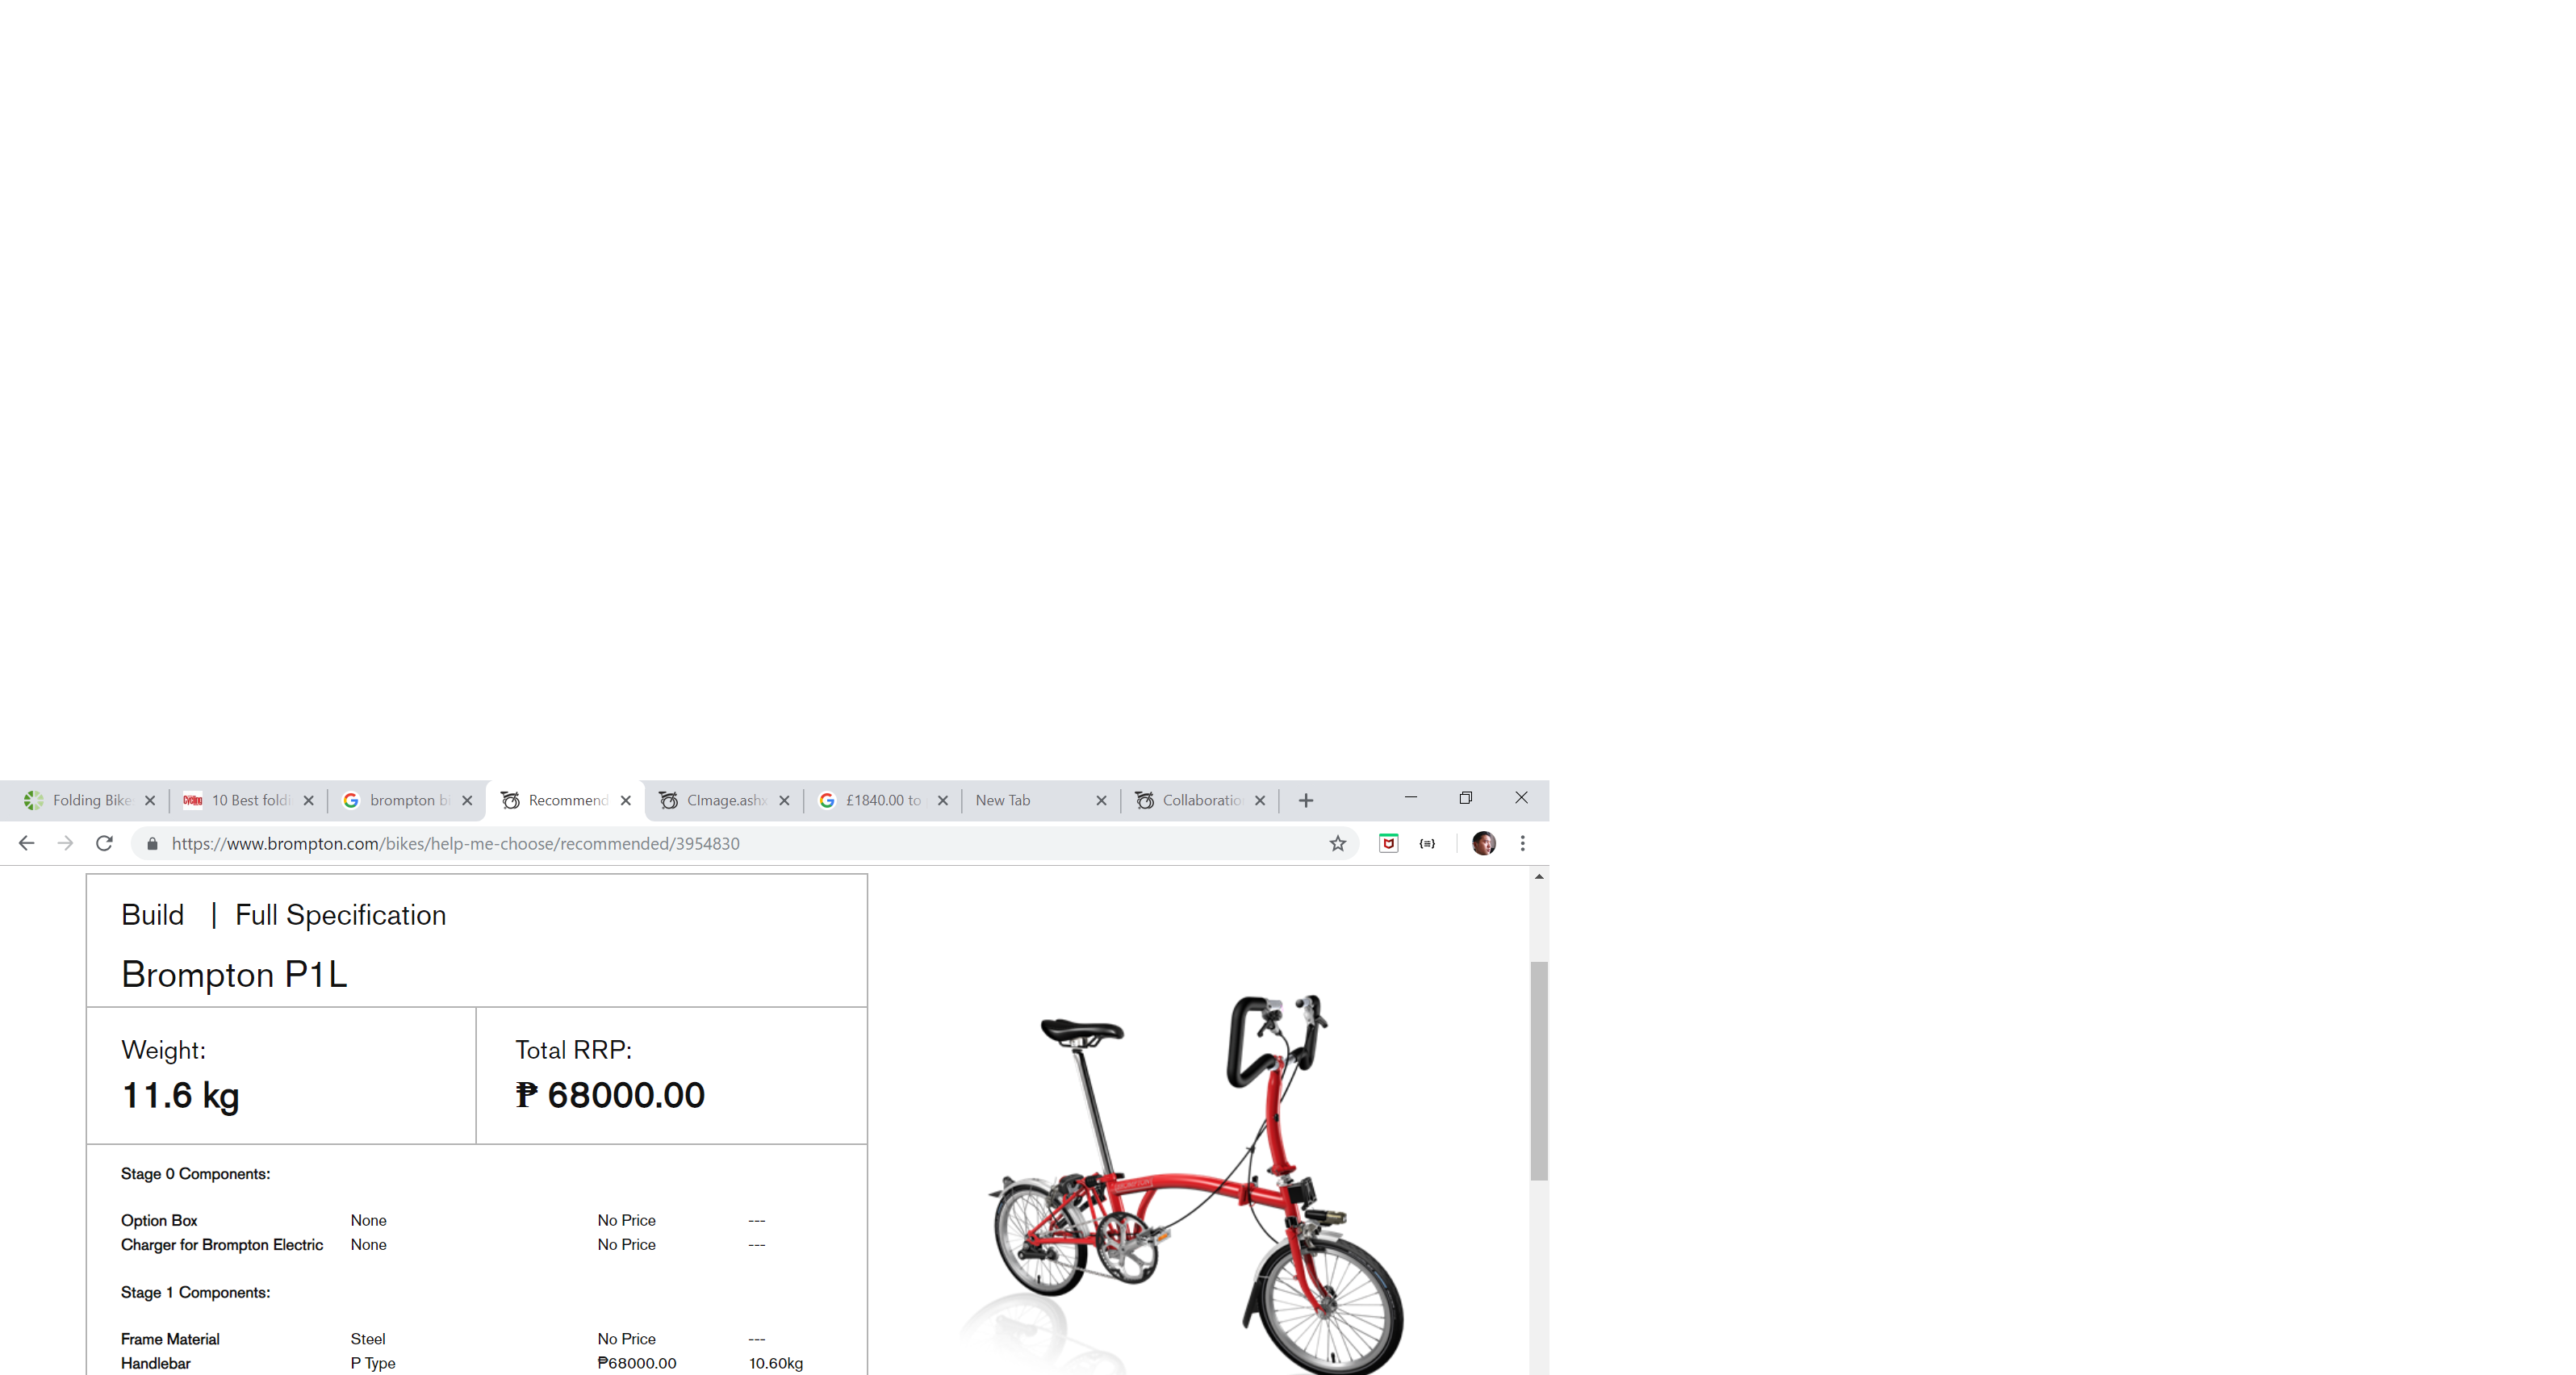 Folding Bike
10 Best foldi
brompton bi
Recommend
CImage.ashx
£1840.00 to
New Tab
Collaboratio
https://www.brompton.com/bikes/help-me-choose/recommended/3954830
Build | Full Specification
Brompton P1L
Weight:
11.6 kg
Total RRP:
₱ 68000.00
Stage 0 Components:
Option Box None No Price ---
Charger for Brompton Electric None No Price ---
Stage 1 Components:
Frame Material Steel No Price ---
Handlebar P Type ₱68000.00 10.60kg